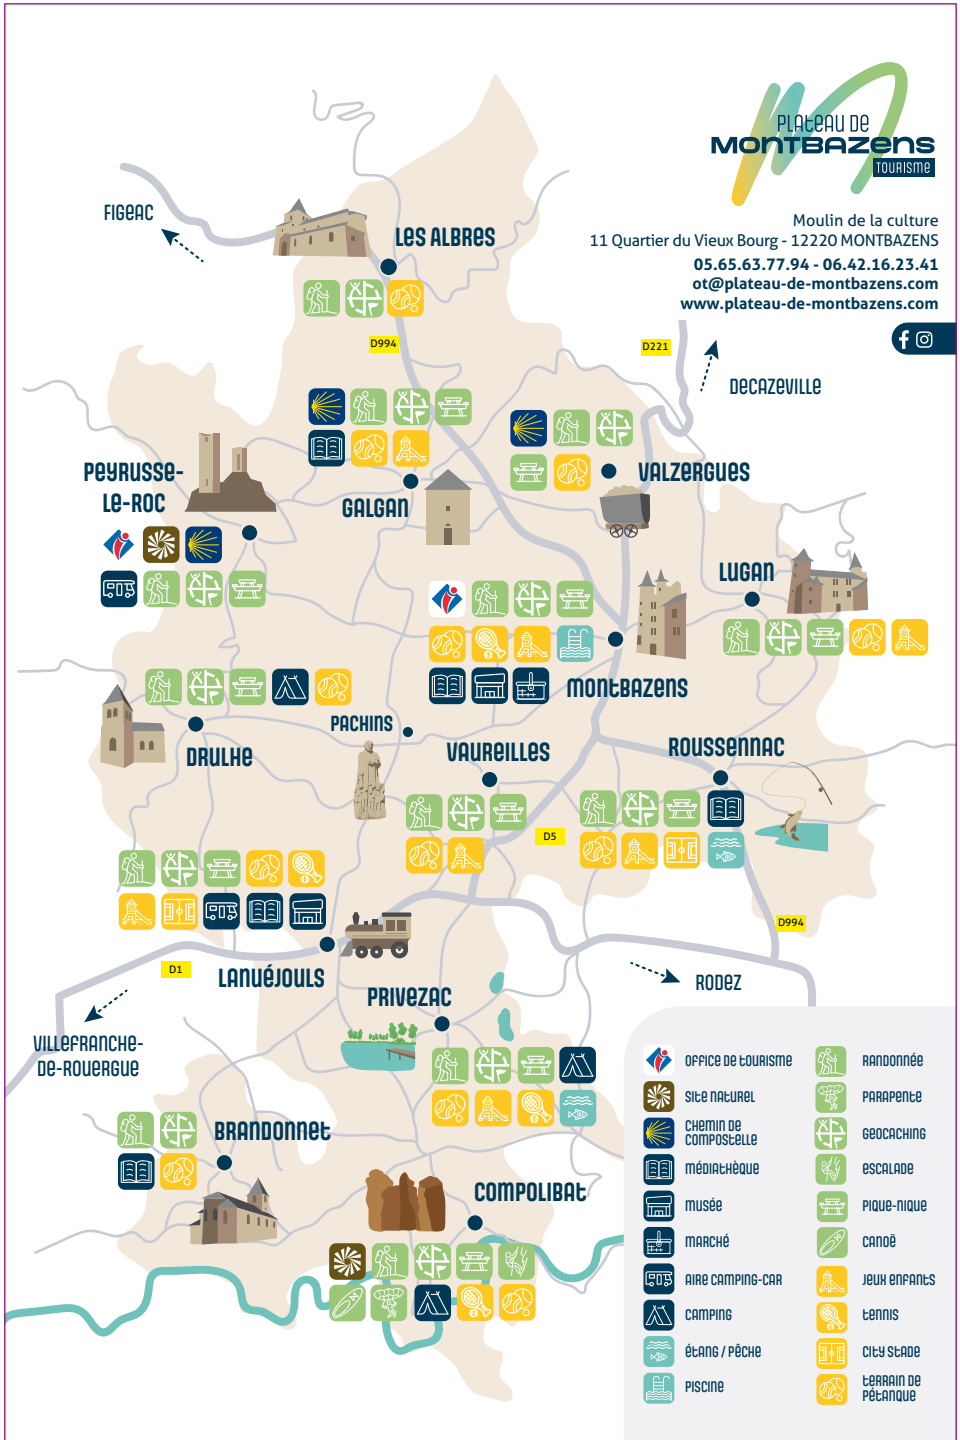 PLATEAU DE
MONTBAZENS
TOURISME
Moulin de la culture
11 Quartier du Vieux Bourg - 12220 MONTBAZENS
05.65.63.77.94 - 06.42.16.23.41
ot@plateau-de-montbazens.com
www.plateau-de-montbazens.com
FIGEAC
LES ALBRES
D994
D221
DECAZEVILLE
PEYRUSSE-
LE-ROC
GALGAN
VALZERGUES
LUGAN
MONTBAZENS
PACHINS
DRULHE
VAUREILLES
ROUSSENNAC
D5
D994
D1
LANUÉJOULS
PRIVEZAC
RODEZ
VILLEFRANCHE-
DE-ROUERGUE
BRANDONNET
COMPOLIBAT
OFFICE DE TOURISME
SITE NATUREL
CHEMIN DE
COMPOSTELLE
MÉDIATHÈQUE
MUSÉE
MARCHÉ
AIRE CAMPING-CAR
CAMPING
ÉTANG / PÊCHE
PISCINE
RANDONNÉE
PARAPENTE
GEOCACHING
ESCALADE
PIQUE-NIQUE
CANOË
JEUX ENFANTS
TENNIS
CITY STADE
TERRAIN DE
PÉTANQUE